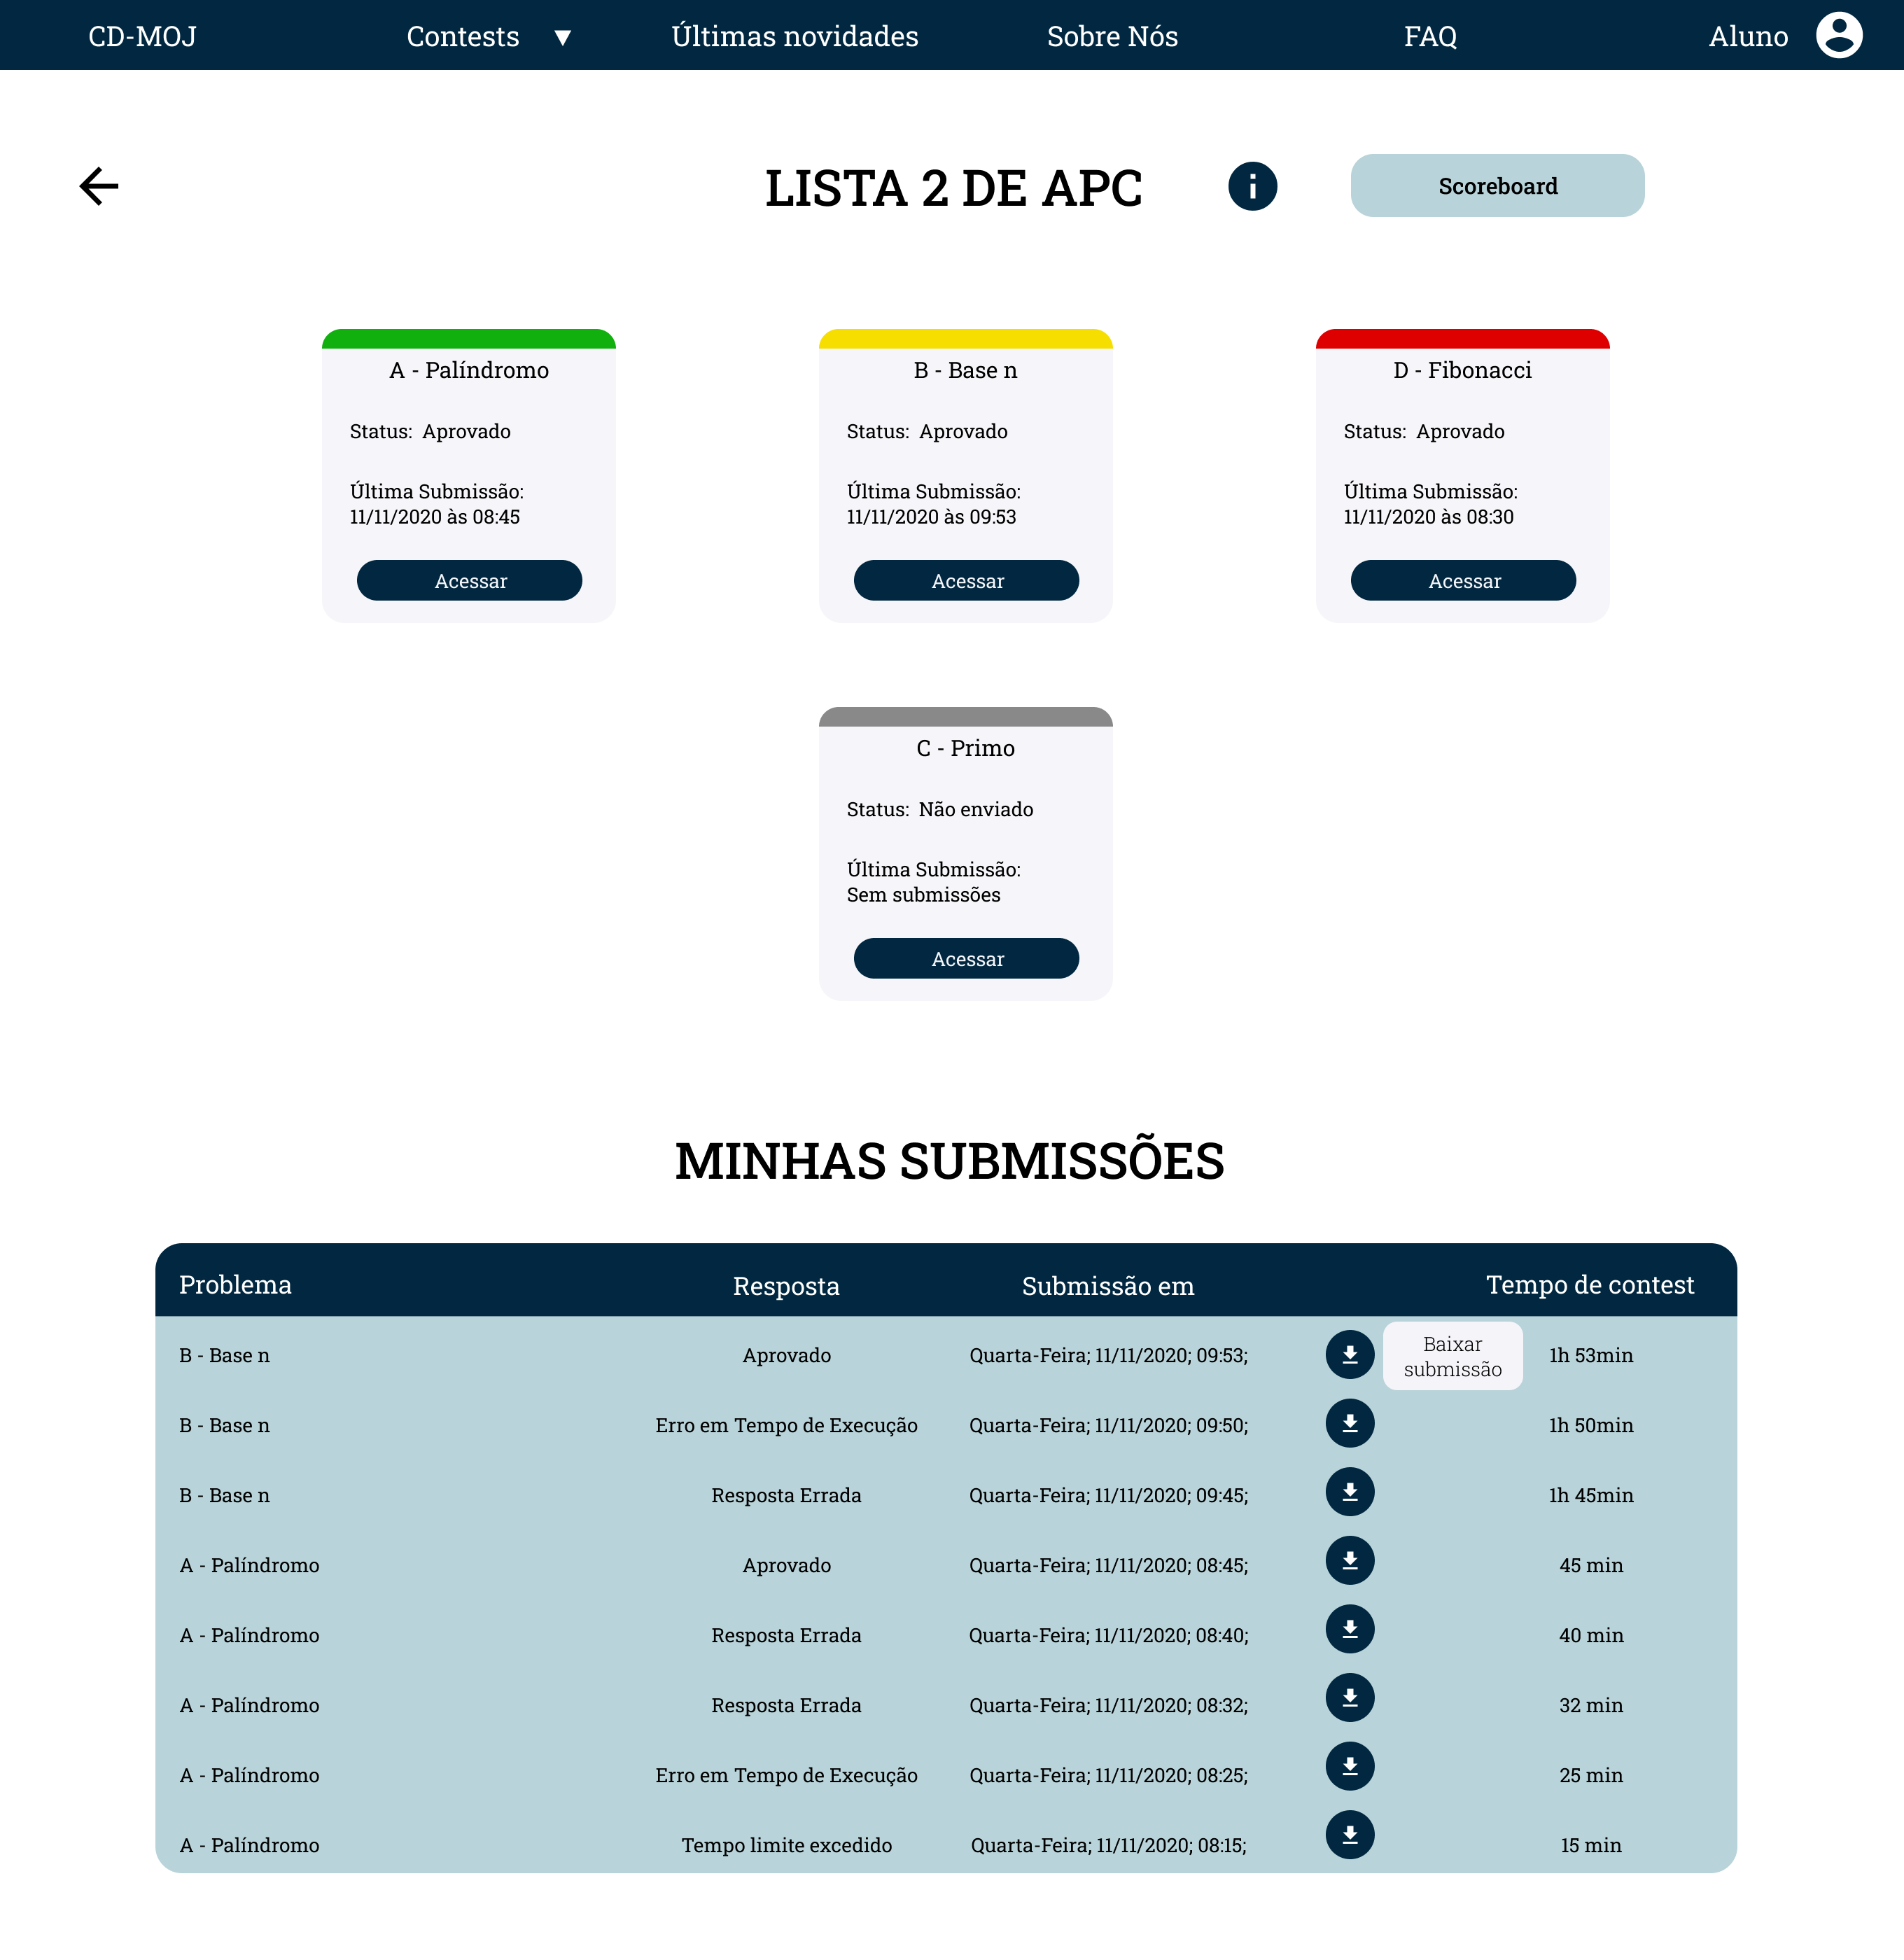 CD-MOJ Contests ▼ Últimas novidades Sobre Nós FAQ Aluno
LISTA 2 DE APC
Scoreboard
A - Palíndromo
Status: Aprovado
Última Submissão:
11/11/2020 às 08:45
Acessar
B - Base n
Status: Aprovado
Última Submissão:
11/11/2020 às 09:53
Acessar
D - Fibonacci
Status: Aprovado
Última Submissão:
11/11/2020 às 08:30
Acessar
C - Primo
Status: Não enviado
Última Submissão:
Sem submissões
Acessar
MINHAS SUBMISSÕES
Problema Resposta Submissão em Tempo de contest
B - Base n Aprovado Quarta-Feira; 11/11/2020; 09:53; 1h 53min
Baixar
submissão
B - Base n Erro em Tempo de Execução Quarta-Feira; 11/11/2020; 09:50; 1h 50min
B - Base n Resposta Errada Quarta-Feira; 11/11/2020; 09:45; 1h 45min
A - Palíndromo Aprovado Quarta-Feira; 11/11/2020; 08:45; 45 min
A - Palíndromo Resposta Errada Quarta-Feira; 11/11/2020; 08:40; 40 min
A - Palíndromo Resposta Errada Quarta-Feira; 11/11/2020; 08:32; 32 min
A - Palíndromo Erro em Tempo de Execução Quarta-Feira; 11/11/2020; 08:25; 25 min
A - Palíndromo Tempo limite excedido Quarta-Feira; 11/11/2020; 08:15; 15 min